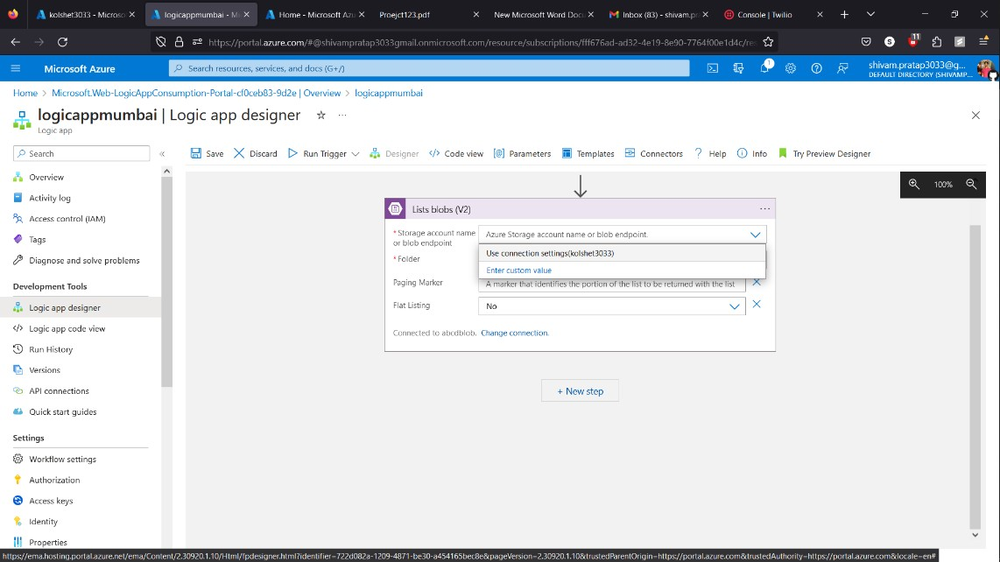 kolshet3033 - Microso
logicappmumbai - Mi
Home - Microsoft Az
Proejct123.pdf
New Microsoft Word Docu
Inbox (83) - shivam.p
Console | Twilio
https://portal.azure.com/#@shivampratap3033gmail.onmicrosoft.com/resource/subscriptions/fff676ad-ad32-4e19-8e90-7764f00e1d4c/re
S
11
Microsoft Azure
Search resources, services, and docs (G+/)
1
shivam.pratap3033@g...
DEFAULT DIRECTORY (SHIVAMP...
Home > Microsoft.Web-LogicAppConsumption-Portal-cf0ceb83-9d2e | Overview > logicappmumbai
logicappmumbai | Logic app designer
Logic app
Search
Save
Discard
Run Trigger
Designer
Code view
Parameters
Templates
Connectors
Help
Info
Try Preview Designer
Overview
Activity log
Access control (IAM)
Tags
Diagnose and solve problems
Development Tools
Logic app designer
Logic app code view
Run History
Versions
API connections
Quick start guides
Settings
Workflow settings
Authorization
Access keys
Identity
Properties
100%
Lists blobs (V2)
* Storage account name
or blob endpoint
Azure Storage account name or blob endpoint.
Use connection settings(kolshet3033)
Enter custom value
* Folder
Paging Marker
A marker that identifies the portion of the list to be returned with the list
Flat Listing
No
Connected to abcdblob. Change connection.
+ New step
https://ema.hosting.portal.azure.net/ema/Content/2.30920.1.10/Html/fpdesigner.html?identifier=722d082a-1209-4871-be30-a454165bec8e&pageVersion=2.30920.1.10&trustedParentOrigin=https://portal.azure.com&trustedAuthority=https://portal.azure.com&locale=en#